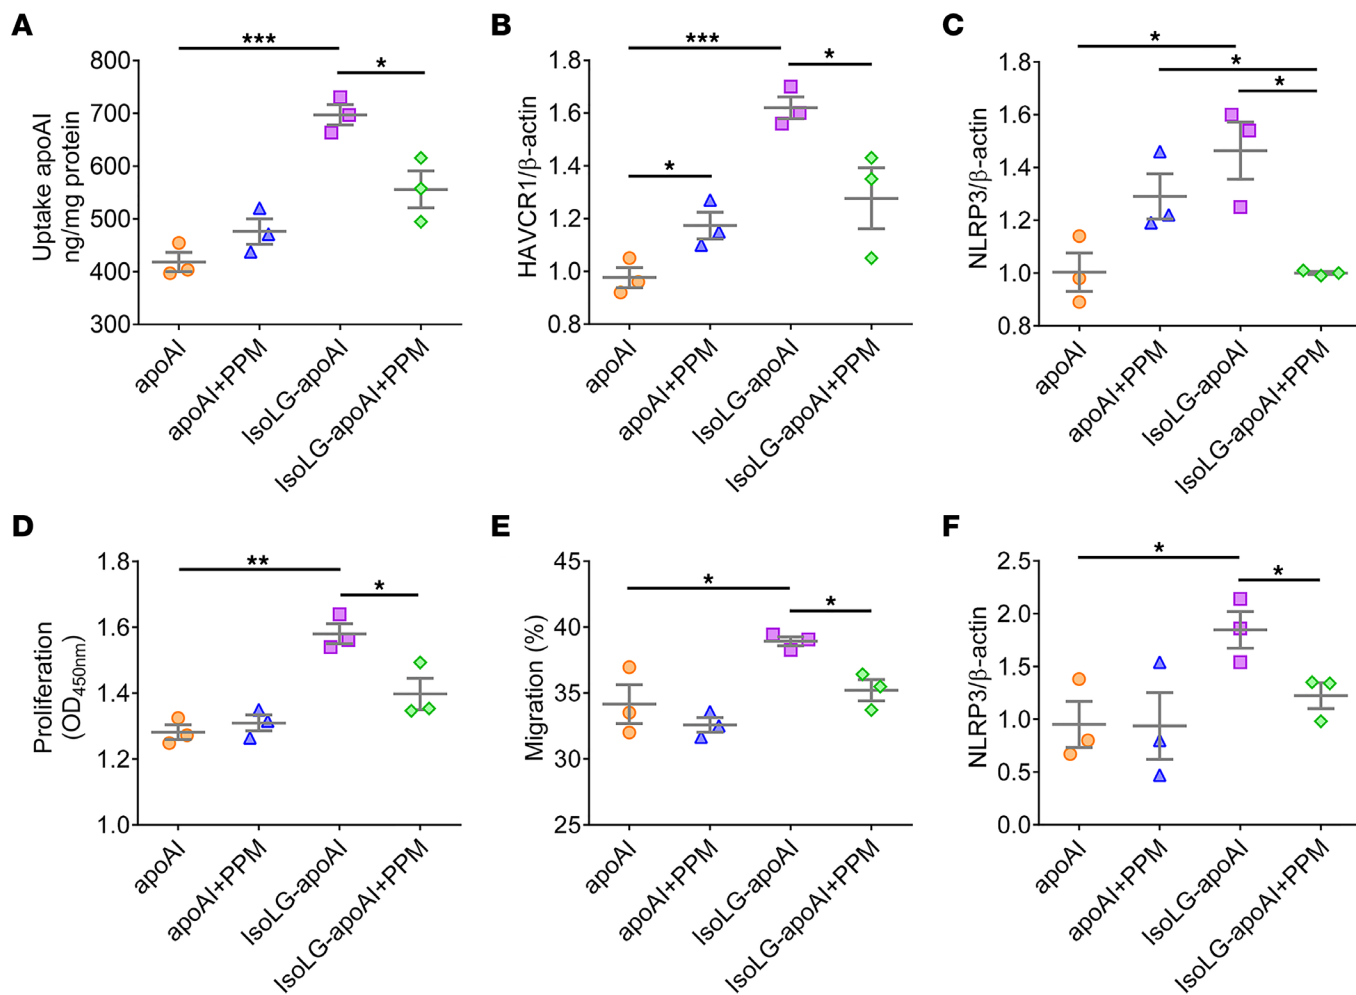 A
***
*
800
700
600
500
400
300
Uptake apoAI
ng/mg protein
apoAI
apoAI+PPM
IsoLG-apoAI
IsoLG-apoAI+PPM
B
***
*
*
1.8
1.6
1.4
1.2
1.0
0.8
HAVCR1/β-actin
apoAI
apoAI+PPM
IsoLG-apoAI
IsoLG-apoAI+PPM
C
*
*
*
1.8
1.6
1.4
1.2
1.0
0.8
NLRP3/β-actin
apoAI
apoAI+PPM
IsoLG-apoAI
IsoLG-apoAI+PPM
D
**
*
1.8
1.6
1.4
1.2
1.0
Proliferation
(OD450nm)
apoAI
apoAI+PPM
IsoLG-apoAI
IsoLG-apoAI+PPM
E
*
*
45
40
35
30
25
Migration (%)
apoAI
apoAI+PPM
IsoLG-apoAI
IsoLG-apoAI+PPM
F
*
*
2.5
2.0
1.5
1.0
0.5
0.0
NLRP3/β-actin
apoAI
apoAI+PPM
IsoLG-apoAI
IsoLG-apoAI+PPM